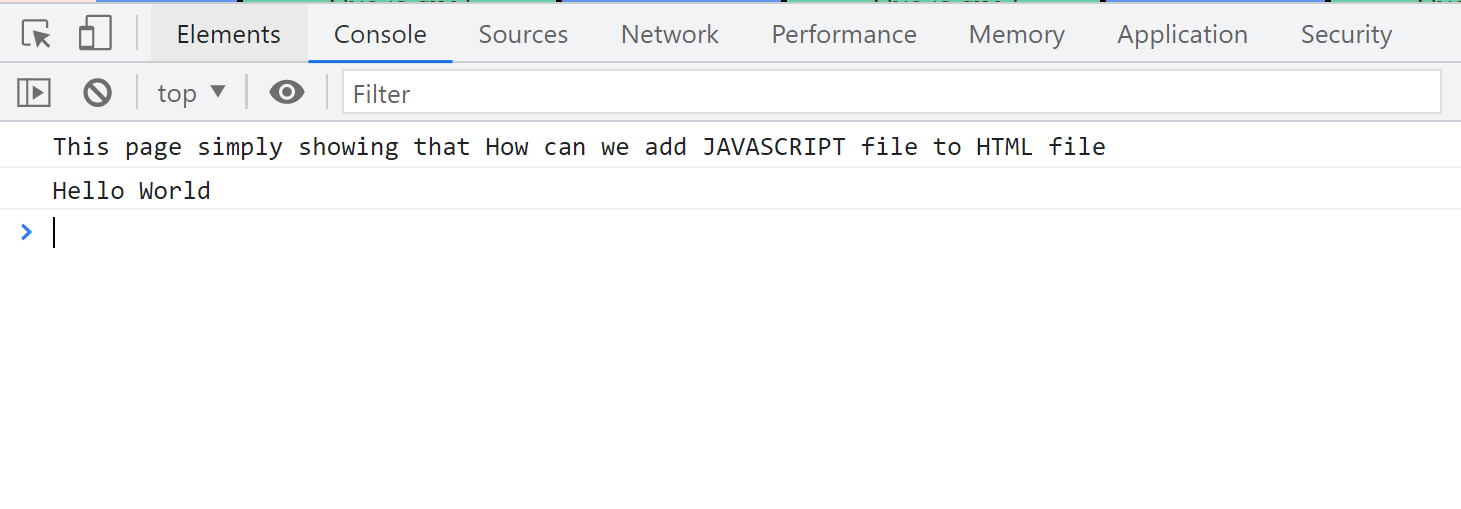 Elements Console Sources Network Performance Memory Application Security
top Filter
This page simply showing that How can we add JAVASCRIPT file to HTML file
Hello World